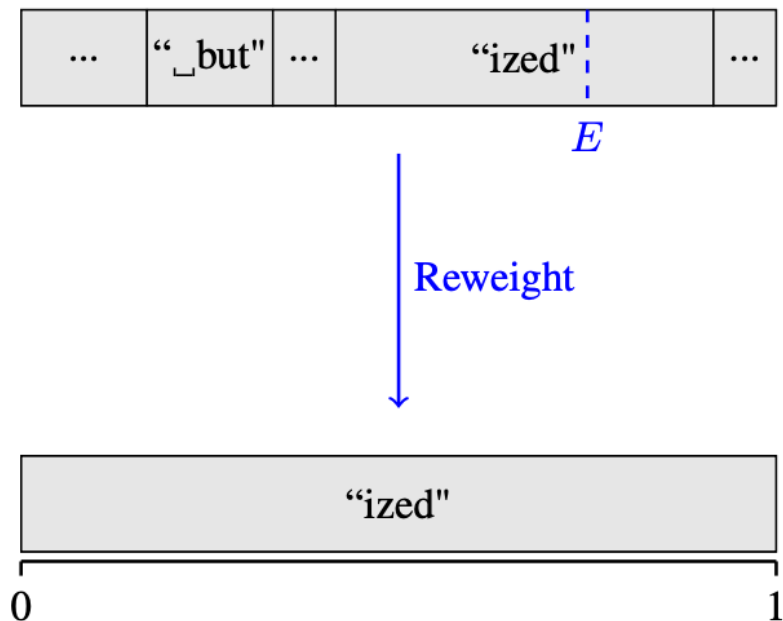 ... “␣but" ... “ized" ...
E
Reweight
“ized"
0 1